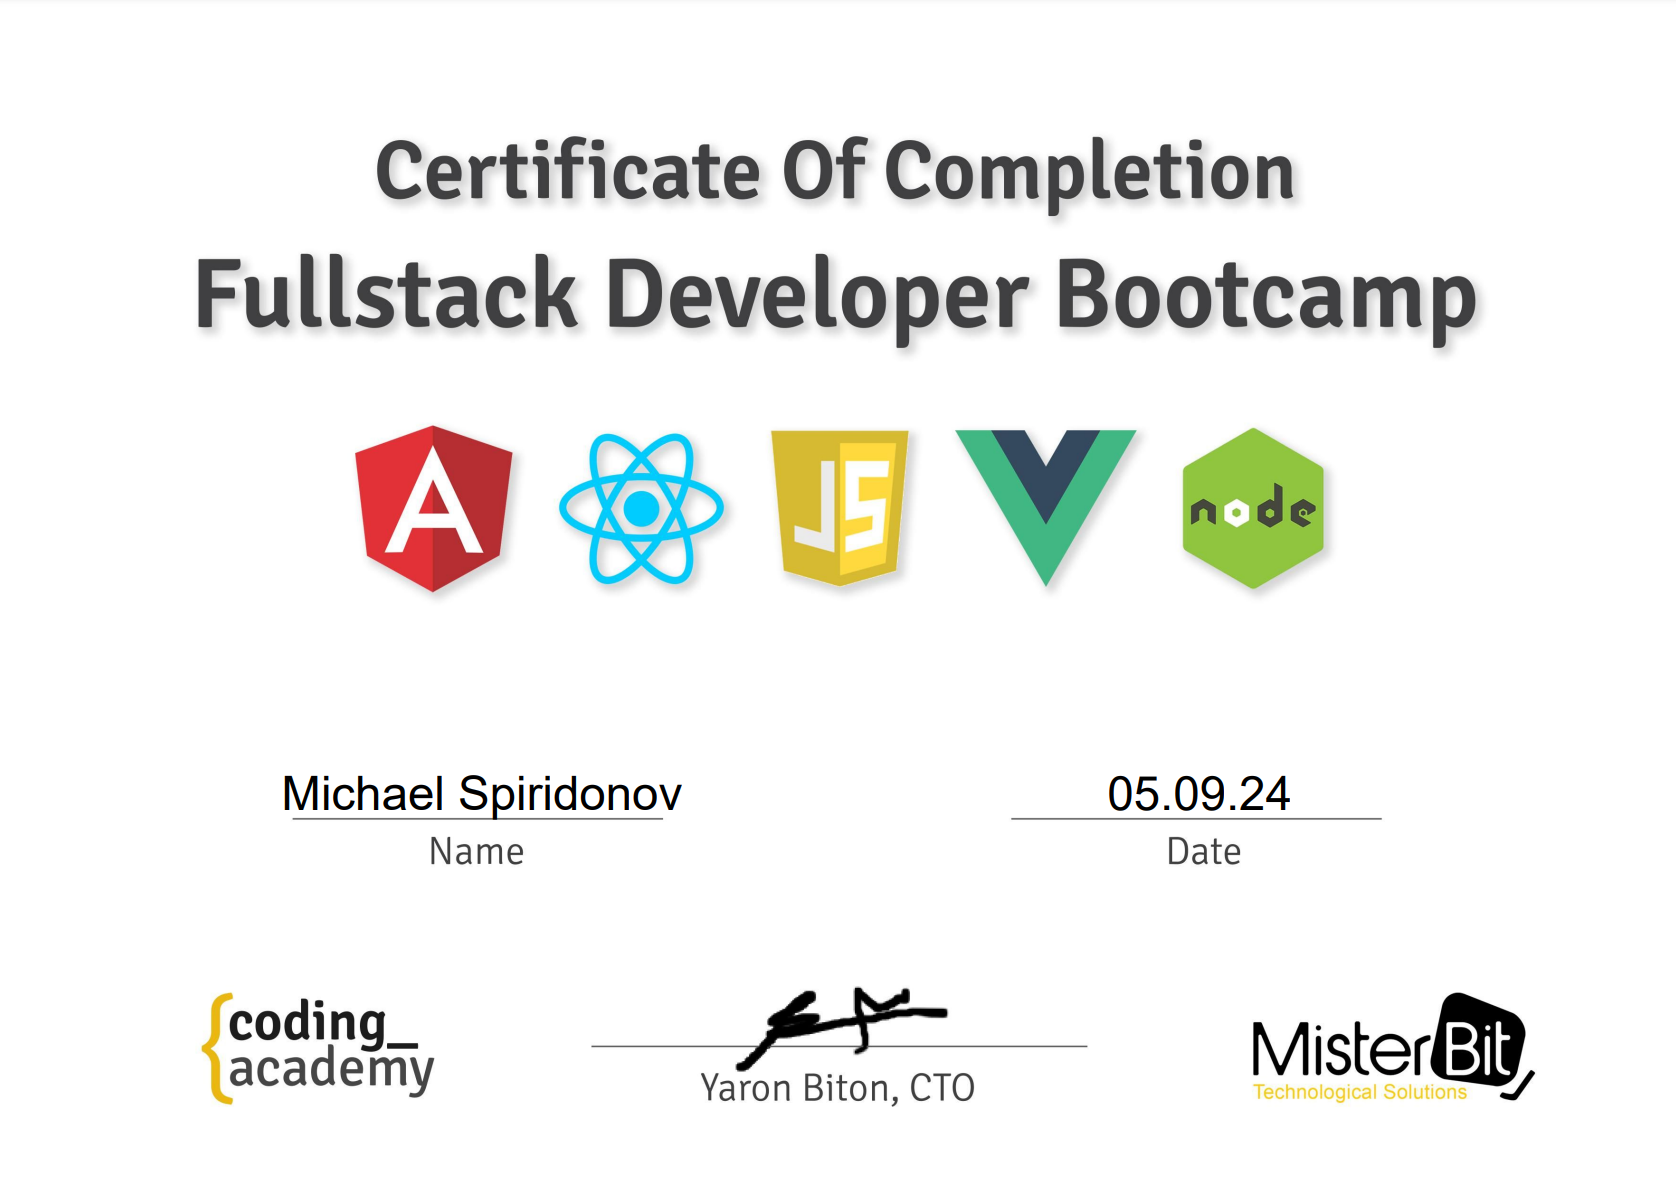 Certificate Of Completion
Fullstack Developer Bootcamp
A
JS
node
Michael Spiridonov
05.09.24
Name
Date
{coding_
academy
Yaron Biton, CTO
MisterBit
Technological Solutions